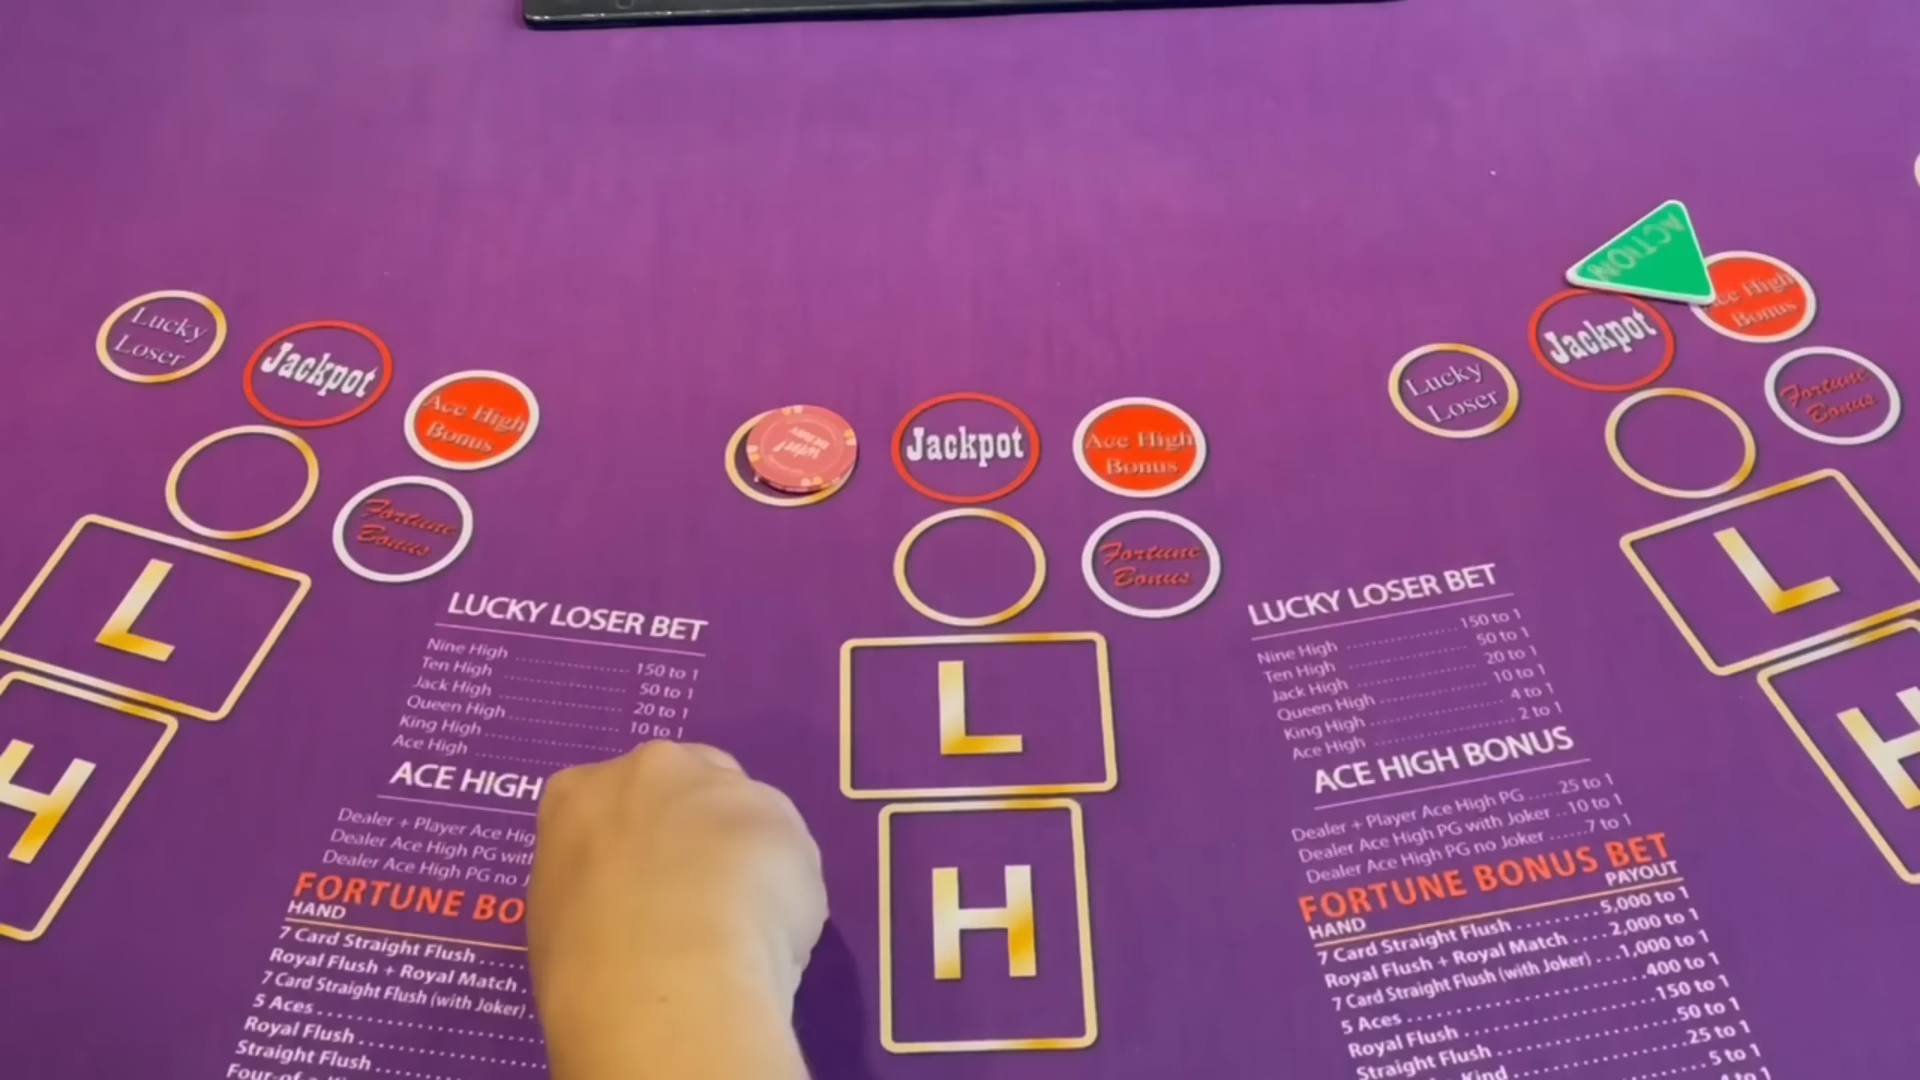 Lucky
Loser
Jackpot
Ace High
Bonus
Fortune
Bonus
L
H
Jackpot
Ace High
Bonus
Fortune
Bonus
L
H
ACTION
Lucky
Loser
Jackpot
Ace High
Bonus
Fortune
Bonus
L
H
LUCKY LOSER BET
Nine High 150 to 1
Ten High 50 to 1
Jack High 20 to 1
Queen High 10 to 1
King High
Ace High
ACE HIGH
Dealer + Player Ace
Dealer Ace High PG
Dealer Ace High PG no
FORTUNE
HAND
7 Card Straight Flush
Royal Flush + Royal Match
7 Card Straight Flush (with Joker)
5 Aces
Royal Flush
Straight Flush
LUCKY LOSER BET
Nine High 150 to 1
Ten High 50 to 1
Jack High 20 to 1
Queen High 10 to 1
King High 4 to 1
Ace High 2 to 1
ACE HIGH BONUS
Dealer + Player Ace High PG .....25 to 1
Dealer Ace High PG with Joker ..10 to 1
Dealer Ace High PG no Joker ......7 to 1
FORTUNE BONUS BET
HAND PAYOUT
7 Card Straight Flush 5,000 to 1
Royal Flush + Royal Match 2,000 to 1
7 Card Straight Flush (with Joker) ...1,000 to 1
5 Aces 400 to 1
Royal Flush 150 to 1
Straight Flush 50 to 1
Kind 25 to 1
5 to 1